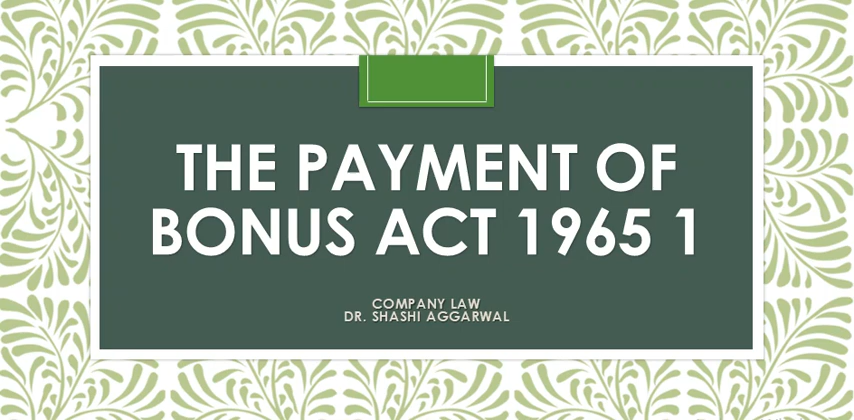 THE PAYMENT OF
BONUS ACT 1965 1
COMPANY LAW
DR. SHASHI AGGARWAL